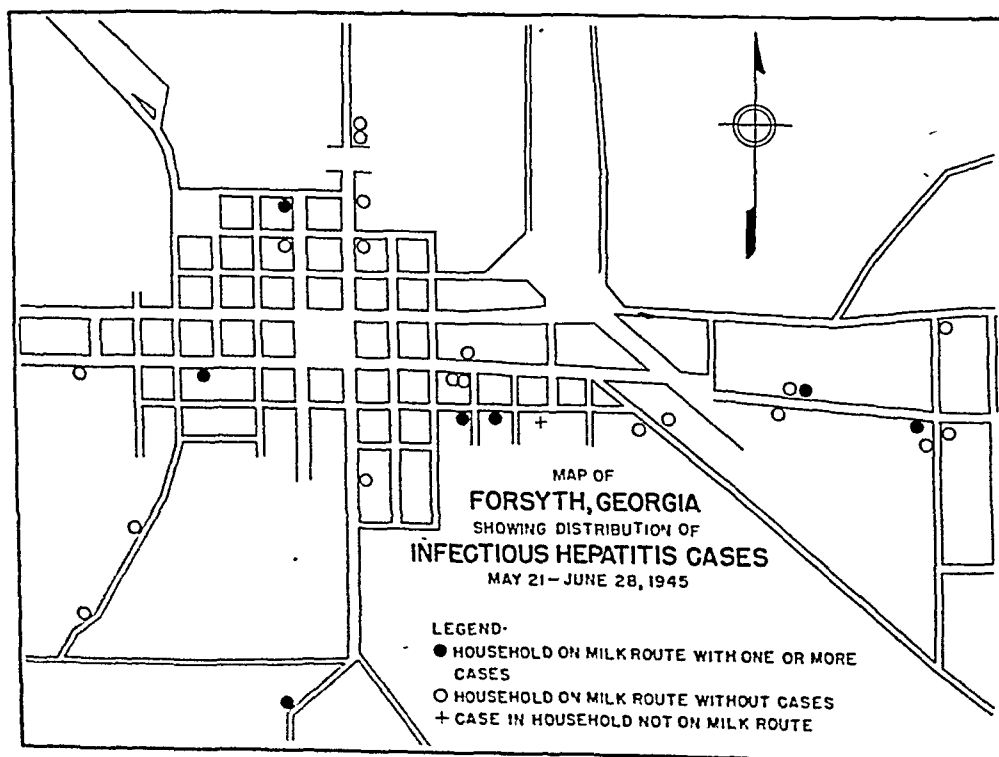 MAP OF
FORSYTH, GEORGIA
SHOWING DISTRIBUTION OF
INFECTIOUS HEPATITIS CASES
MAY 21-JUNE 28, 1945
LEGEND-
HOUSEHOLD ON MILK ROUTE WITH ONE OR MORE
CASES
HOUSEHOLD ON MILK ROUTE WITHOUT CASES
+ CASE IN HOUSEHOLD NOT ON MILK ROUTE